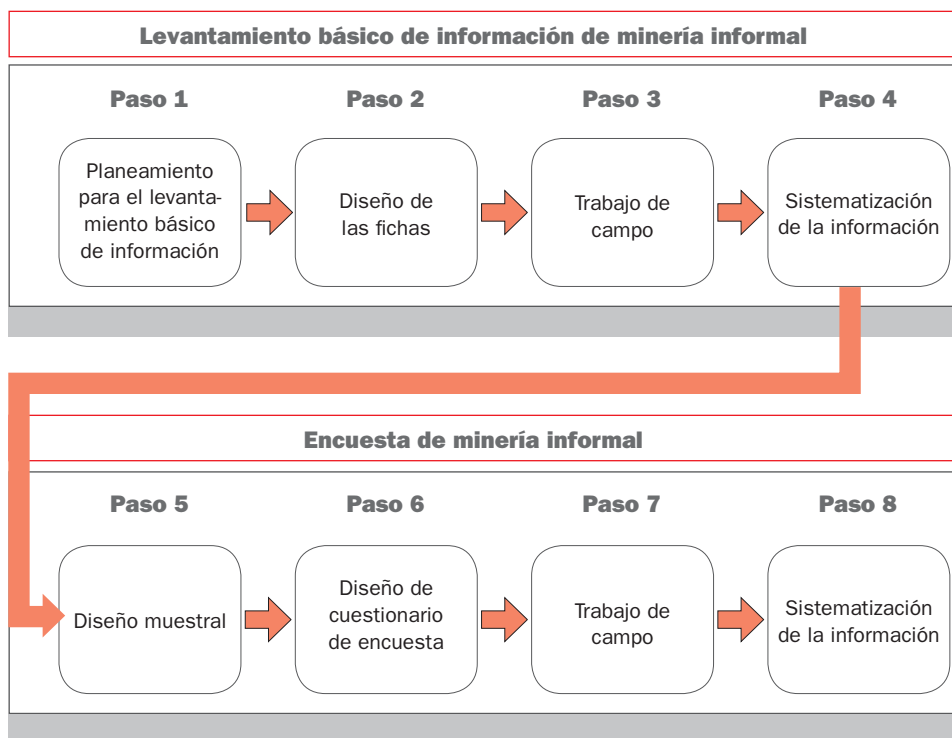 Levantamiento básico de información de minería informal
Paso 1
Paso 2
Paso 3
Paso 4
Planeamiento
para el levanta-
miento básico
de información
Diseño de
las fichas
Trabajo de
campo
Sistematización
de la información
Encuesta de minería informal
Paso 5
Paso 6
Paso 7
Paso 8
Diseño muestral
Diseño de
cuestionario
de encuesta
Trabajo de
campo
Sistematización
de la información